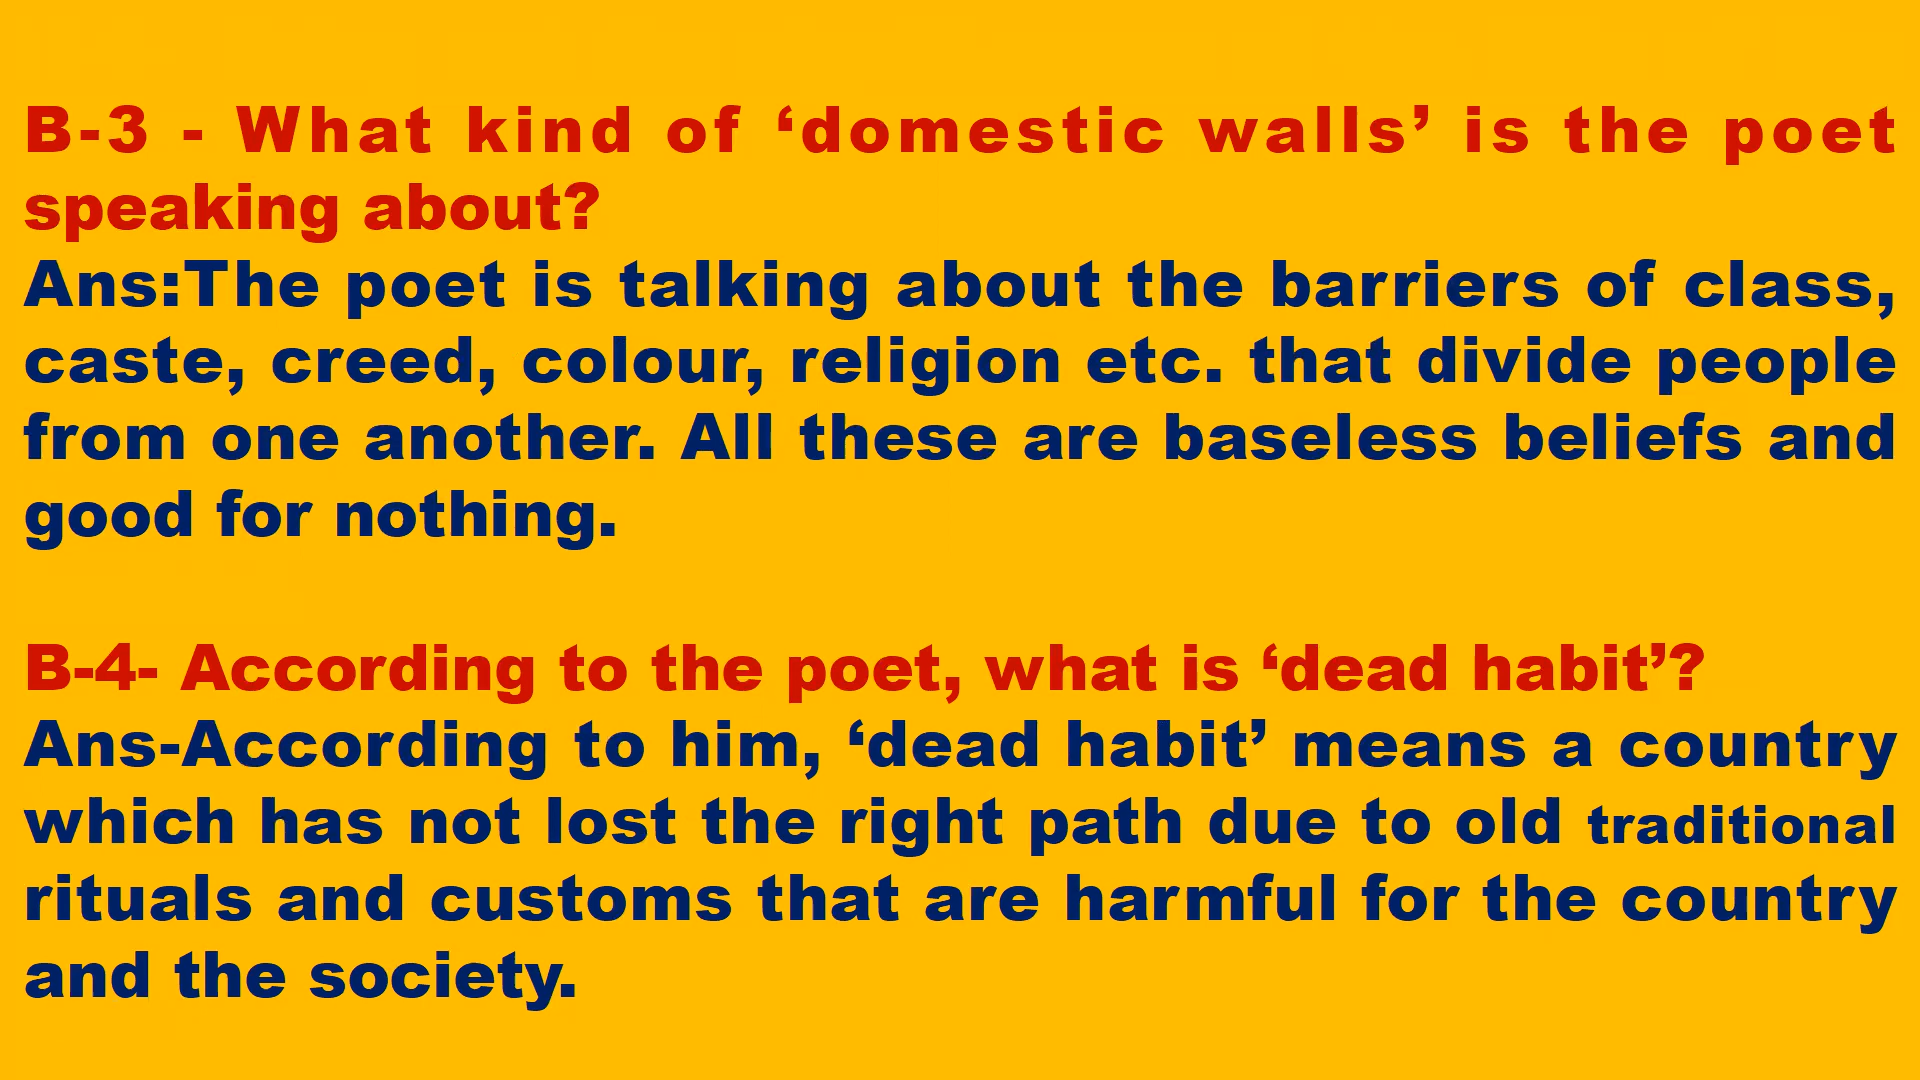 B-3 - What kind of ‘domestic walls’ is the poet
speaking about?
Ans:The poet is talking about the barriers of class,
caste, creed, colour, religion etc. that divide people
from one another. All these are baseless beliefs and
good for nothing.
B-4- According to the poet, what is ‘dead habit’?
Ans-According to him, ‘dead habit’ means a country
which has not lost the right path due to old traditional
rituals and customs that are harmful for the country
and the society.